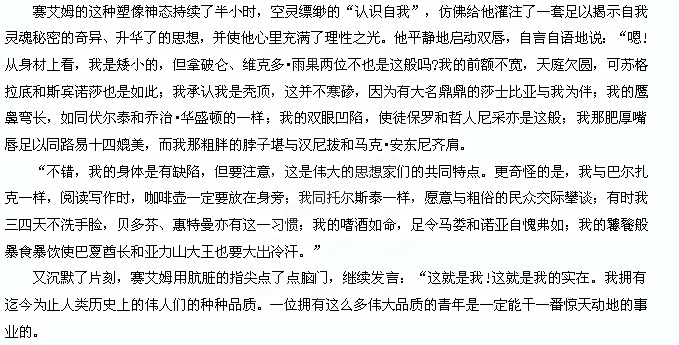 赛艾姆的这种塑像神态持续了半小时，空灵缥缈的“认识自我”，仿佛给他灌注了一套足以揭示自我
灵魂秘密的奇异、升华了的思想，并使他心里充满了理性之光。他平静地启动双唇，自言自语地说：“嗯!
从身材上看，我是矮小的，但拿破仑、维克多·雨果两位不也是这般吗?我的前额不宽，天庭欠圆，可苏格
拉底和斯宾诺莎也是如此；我承认我是秃顶，这并不寒碜，因为有大名鼎鼎的莎士比亚与我为伴；我的鹰
鼻弯长，如同伏尔泰和乔治·华盛顿的一样；我的双眼凹陷，使徒保罗和哲人尼采亦是这般；我那肥厚嘴
唇足以同路易十四媲美，而我那粗胖的脖子堪与汉尼拔和马克·安东尼齐肩。
“不错，我的身体是有缺陷，但要注意，这是伟大的思想家们的共同特点。更奇怪的是，我与巴尔扎
克一样，阅读写作时，咖啡壶一定要放在身旁；我同托尔斯泰一样，愿意与粗俗的民众交际攀谈；有时我
三四天不洗手脸，贝多芬、惠特曼亦有这一习惯；我的嗜酒如命，足令马娄和诺亚自愧弗如；我的饕餮般
暴食暴饮使巴夏酋长和亚力山大王也要大出冷汗。”
又沉默了片刻，赛艾姆用肮脏的指尖点了点脑门，继续发言：“这就是我!这就是我的实在。我拥有
迄今为止人类历史上的伟人们的种种品质。一位拥有这么多伟大品质的青年是一定能干一番惊天动地的事
业的。